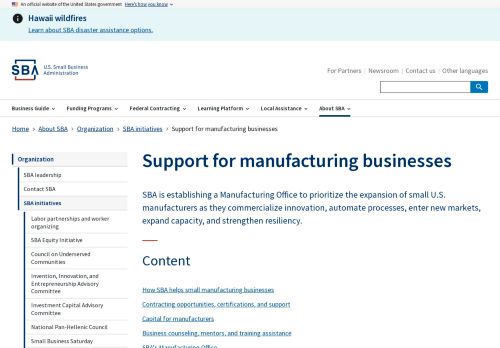 An official website of the United States government Here's how you know
Hawaii wildfires
Learn about SBA disaster assistance options.
SBA U.S. Small Business
Administration
For Partners Newsroom Contact us Other languages
Business Guide Funding Programs Federal Contracting Learning Platform Local Assistance About SBA
Home About SBA Organization SBA initiatives Support for manufacturing businesses
Organization
SBA leadership
Contact SBA
SBA initiatives
Labor partnerships and worker
organizing
SBA Equity Initiative
Council on Underserved
Communities
Invention, Innovation, and
Entrepreneurship Advisory
Committee
Investment Capital Advisory
Committee
National Pan-Hellenic Council
Small Business Saturday
Support for manufacturing businesses
SBA is establishing a Manufacturing Office to prioritize the expansion of small U.S.
manufacturers as they commercialize innovation, automate processes, enter new markets,
expand capacity, and strengthen resiliency.
Content
How SBA helps small manufacturing businesses
Contracting opportunities, certifications, and support
Capital for manufacturers
Business counseling, mentors, and training assistance
SBA's Manufacturing Office